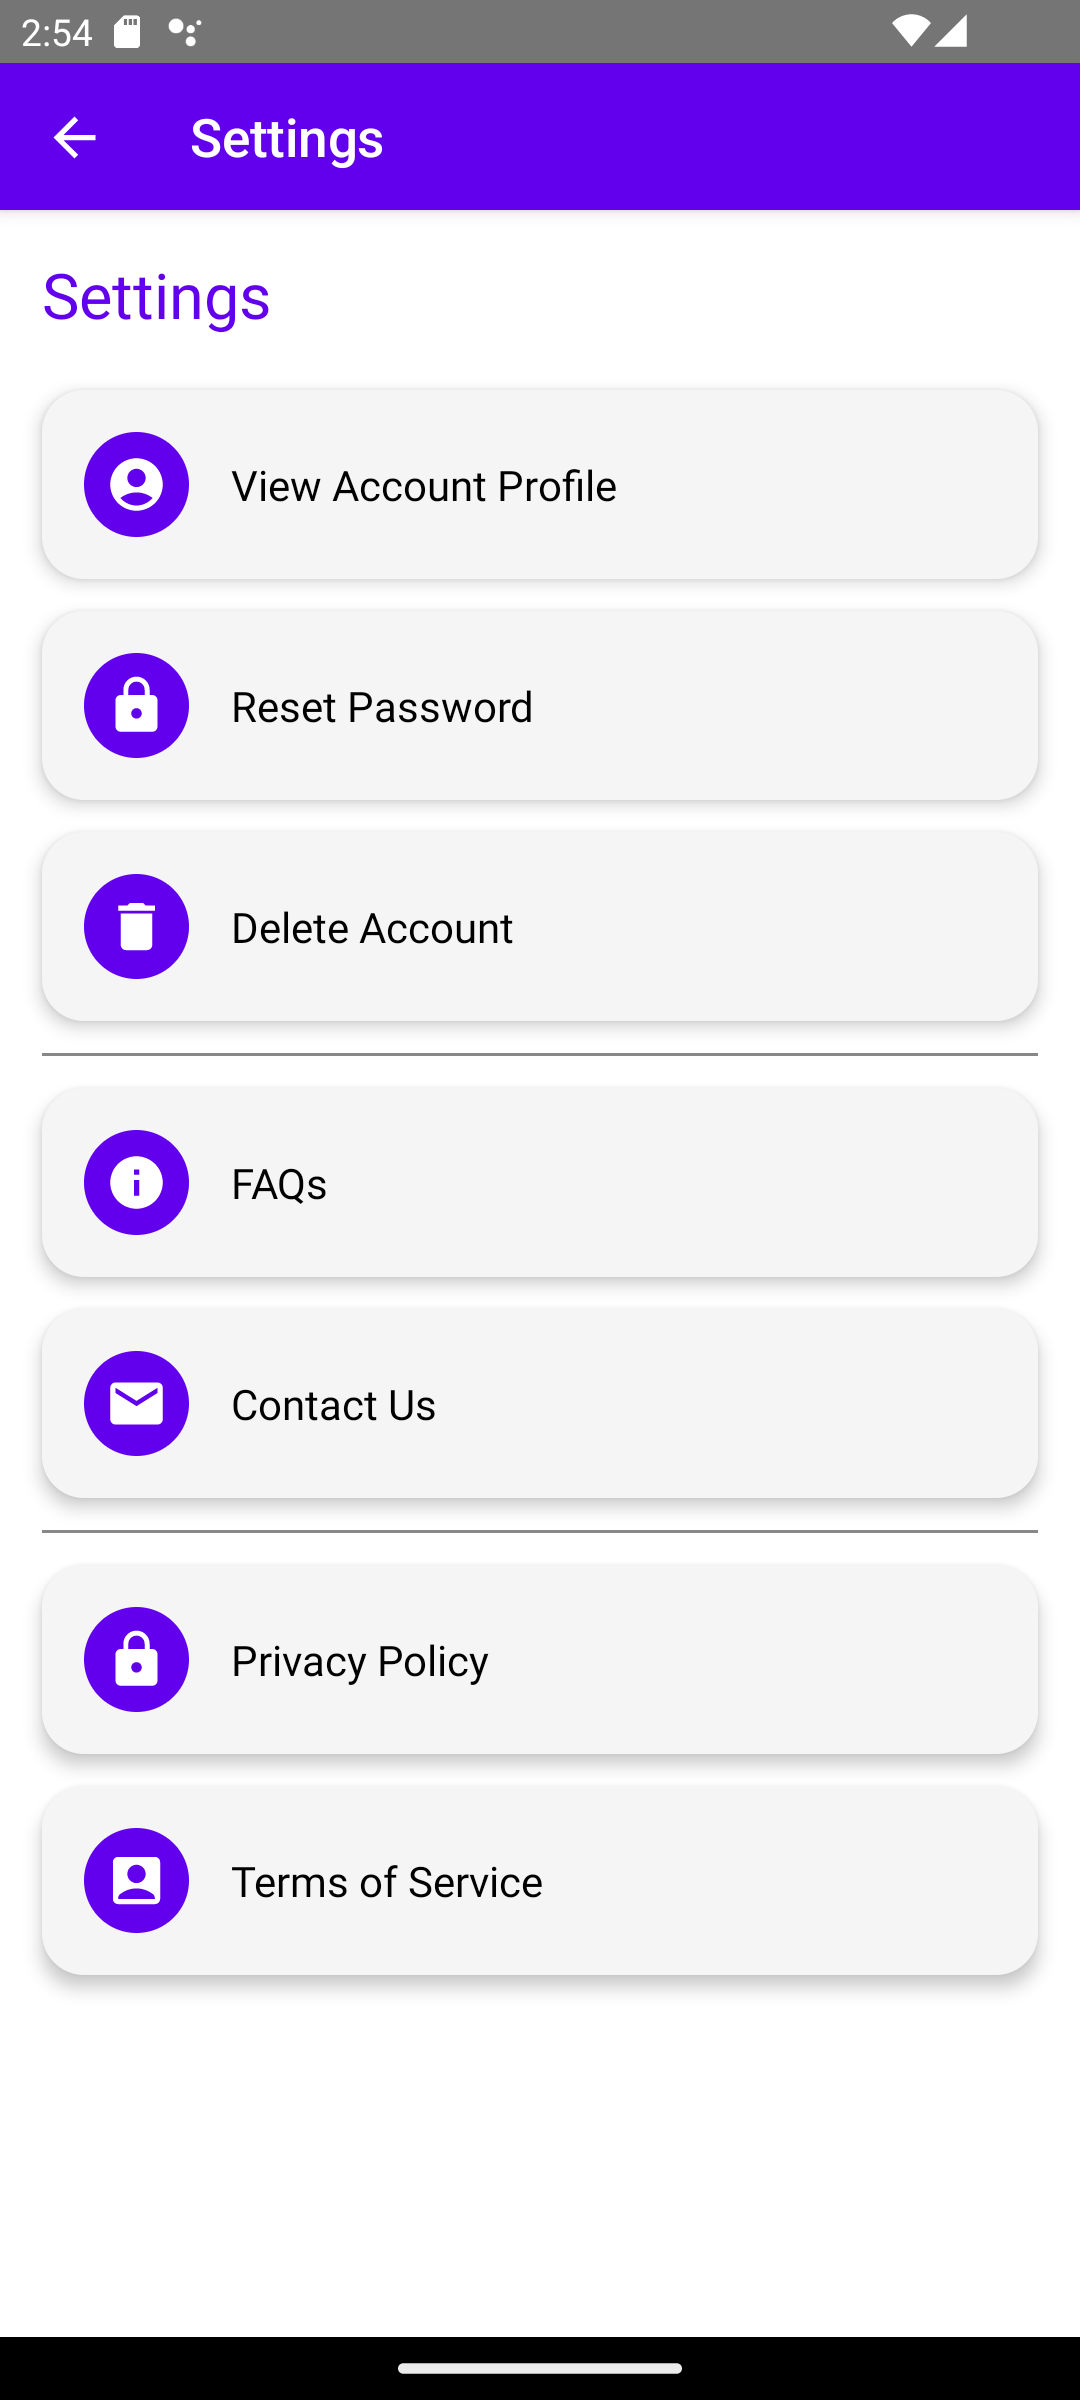 2:54
Settings
Settings
View Account Profile
Reset Password
Delete Account
FAQs
Contact Us
Privacy Policy
Terms of Service